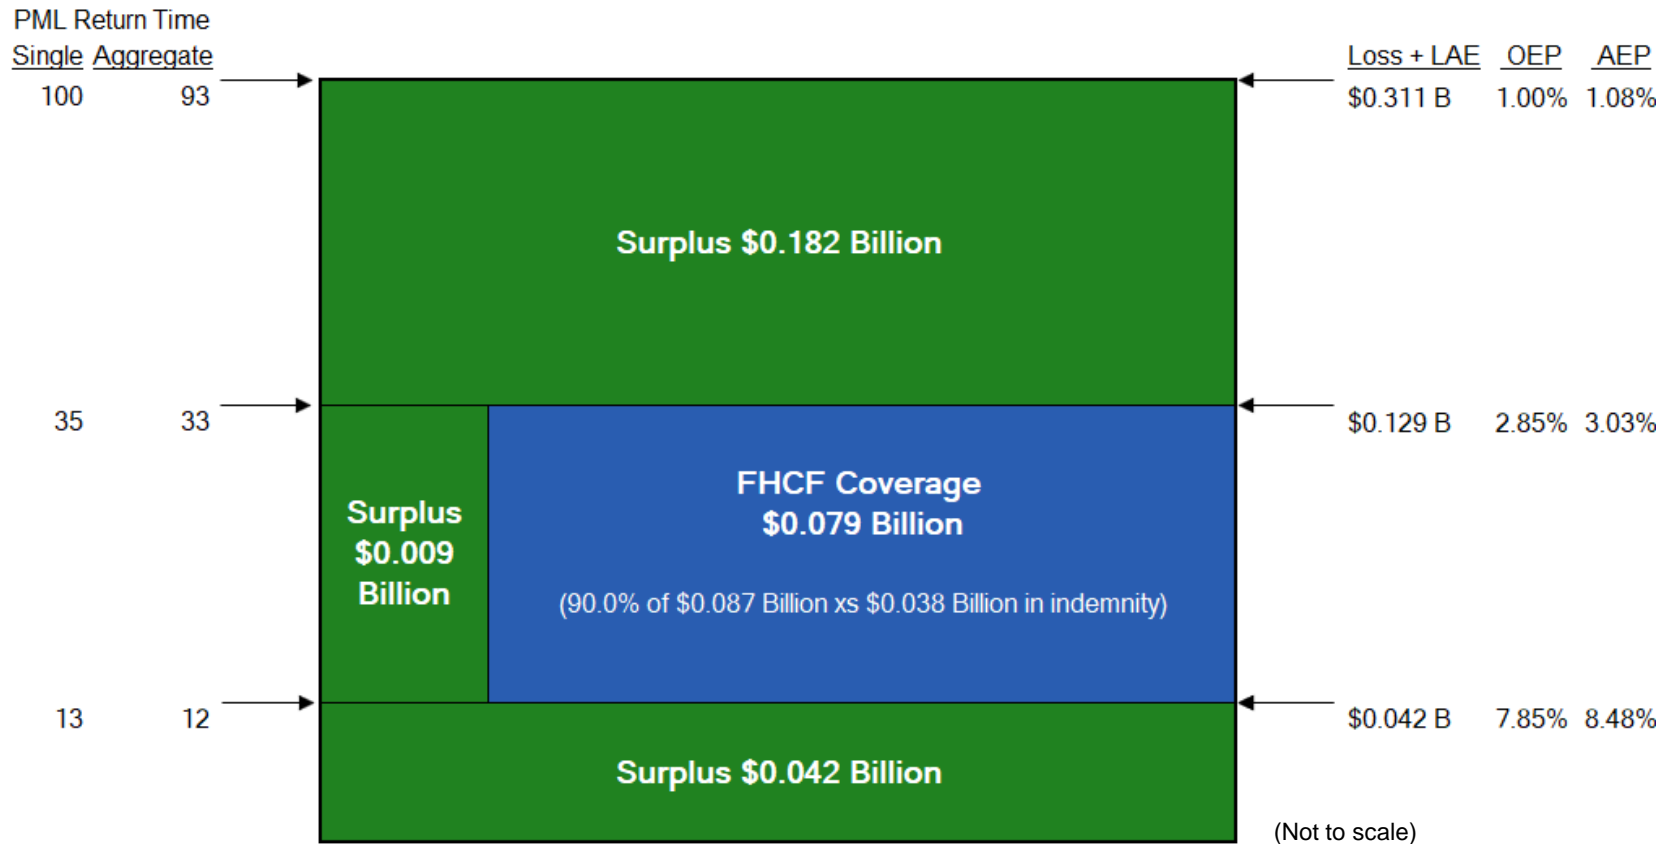 PML Return Time
Single Aggregate
Loss + LAE OEP AEP
100 93
$0.311 B 1.00% 1.08%
Surplus $0.182 Billion
35 33
$0.129 B 2.85% 3.03%
Surplus
$0.009
Billion
FHCF Coverage
$0.079 Billion
(90.0% of $0.087 Billion xs $0.038 Billion in indemnity)
13 12
$0.042 B 7.85% 8.48%
Surplus $0.042 Billion
(Not to scale)